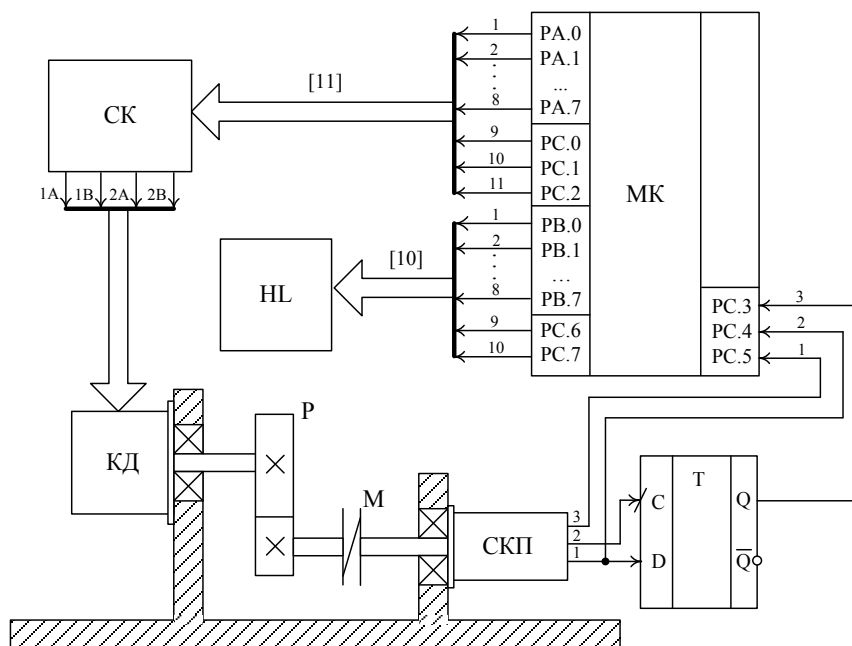 1 PA.0
2 PA.1
...
8 PA.7
9 PC.0
10 PC.1
11 PC.2
[11]
СК
1A 1B 2A 2B
МК
1 PB.0
2 PB.1
...
8 PB.7
9 PC.6
10 PC.7
[10]
HL
PC.3 3
PC.4 2
PC.5 1
КД
Р
М
СКП
3
2
1
C
D
T
Q
Q̅